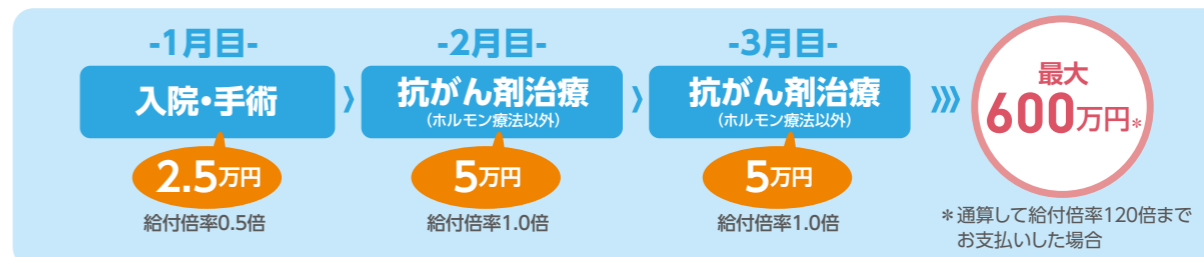 -1月目-
入院・手術
2.5万円
給付倍率0.5倍
-2月目-
抗がん剤治療
(ホルモン療法以外)
5万円
給付倍率1.0倍
-3月目-
抗がん剤治療
(ホルモン療法以外)
5万円
給付倍率1.0倍
最大
600万円*
*通算して給付倍率120倍まで
お支払いした場合